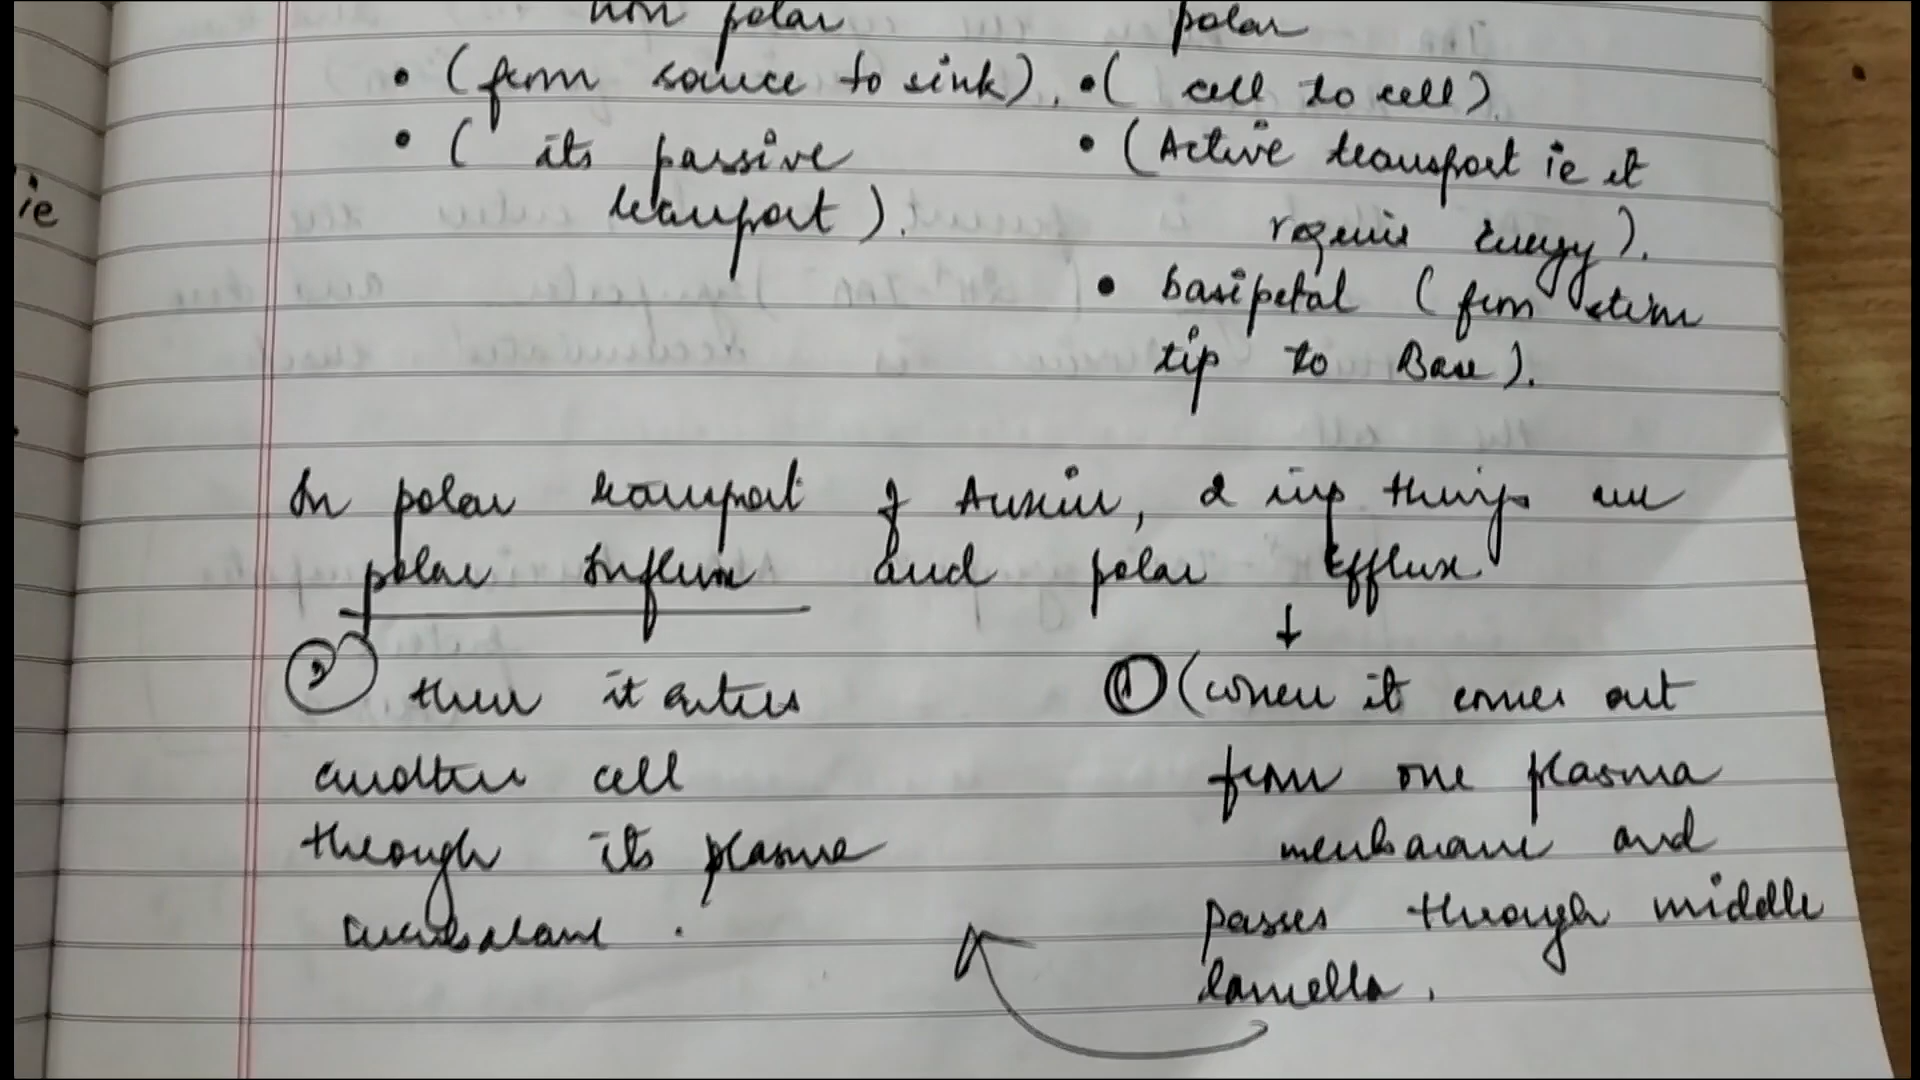 non polar polar
• (from source to sink). • (cell to cell).
• (its passive • (Active transport ie it
transport). require energy).
• basipetal (from stem
tip to Base).
ie
In polar transport of Auxin, 2 imp things are
polar Influx and polar Efflux
↓
② then it enters ① (when it comes out
another cell from one plasma
through its plasma membrane and
membrane. passes through middle
lamella.